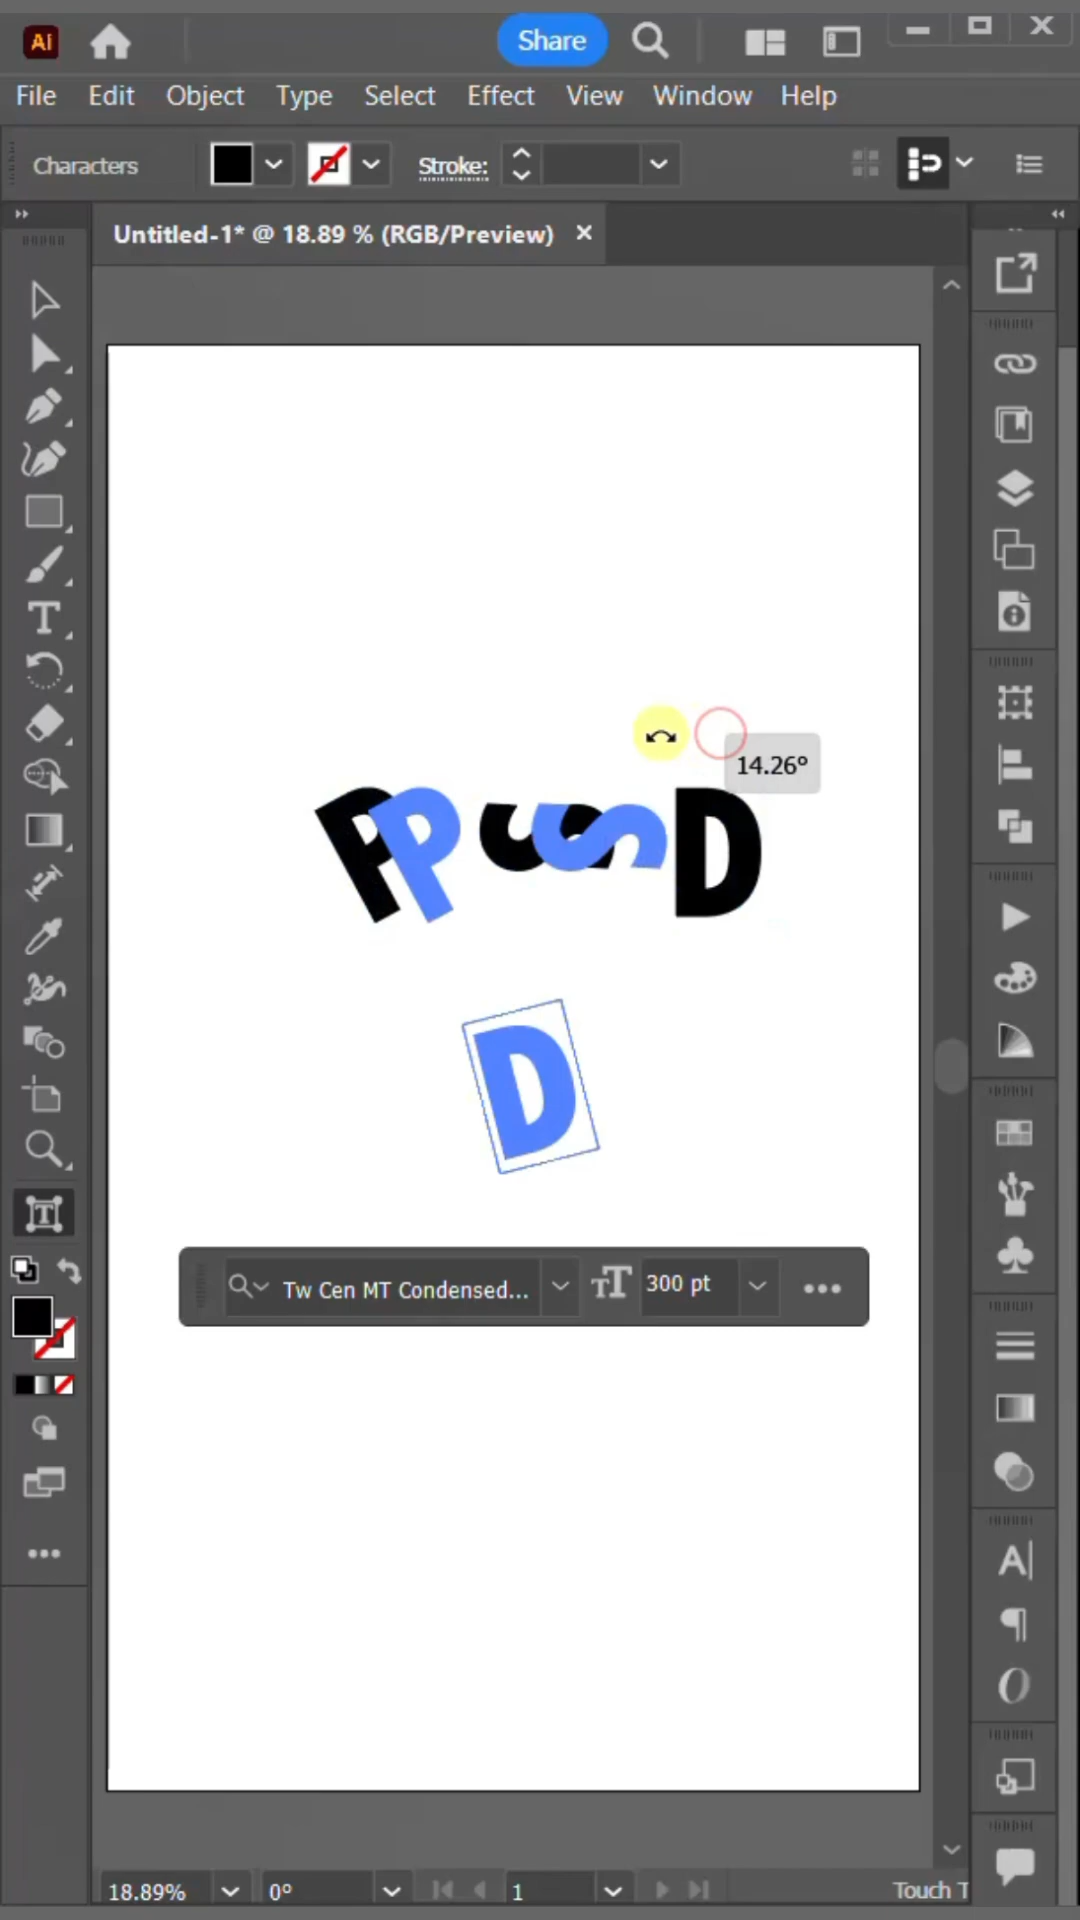 Ai Share
File Edit Object Type Select Effect View Window Help
Characters Stroke:
Untitled-1* @ 18.89 % (RGB/Preview) ×
14.26°
P P S S D
D
Tw Cen MT Condensed... 300 pt
18.89% 0° 1 Touch T